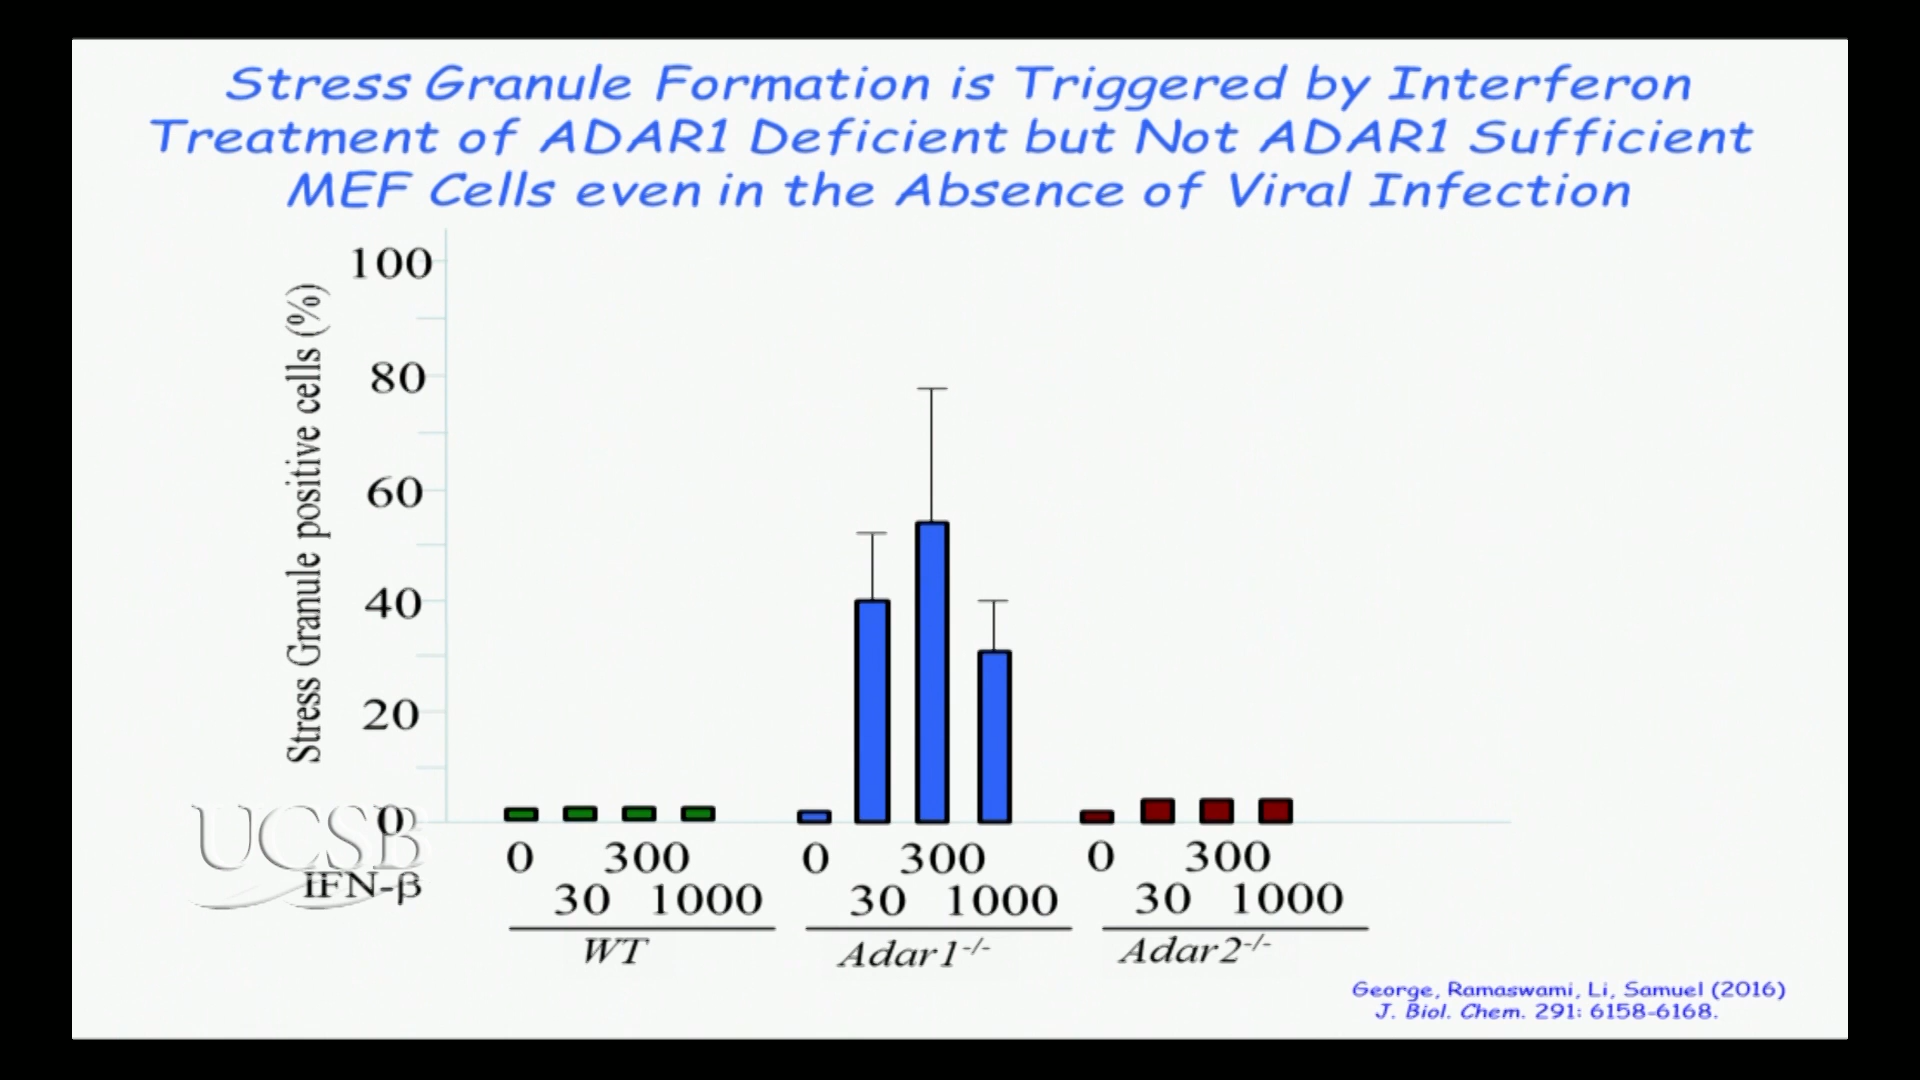 Stress Granule Formation is Triggered by Interferon
Treatment of ADAR1 Deficient but Not ADAR1 Sufficient
MEF Cells even in the Absence of Viral Infection
Stress Granule positive cells (%)
100
80
60
40
20
0
UCSB
IFN-β
0 300 0 300 0 300
30 1000 30 1000 30 1000
WT Adar1-/- Adar2-/-
George, Ramaswami, Li, Samuel (2016)
J. Biol. Chem. 291: 6158-6168.